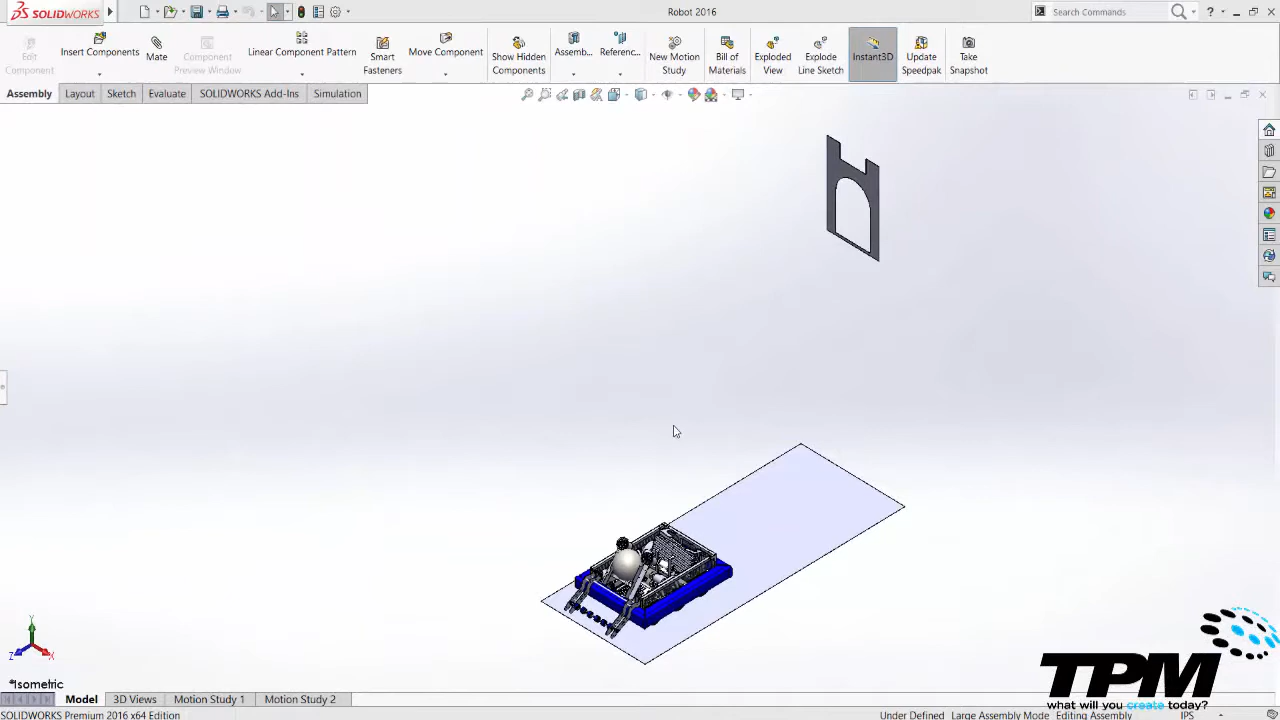 SOLIDWORKS
Robot 2016
Search Commands
?
Edit Component
Insert Components
Mate
Component Preview Window
Linear Component Pattern
Smart Fasteners
Move Component
Show Hidden Components
Assemb...
Referenc...
New Motion Study
Bill of Materials
Exploded View
Explode Line Sketch
Instant3D
Update Speedpak
Take Snapshot
Assembly
Layout
Sketch
Evaluate
SOLIDWORKS Add-Ins
Simulation
Y
Z
X
*Isometric
TPM
what will you create today?
Model
3D Views
Motion Study 1
Motion Study 2
SOLIDWORKS Premium 2016 x64 Edition
Under Defined
Large Assembly Mode
Editing Assembly
IPS